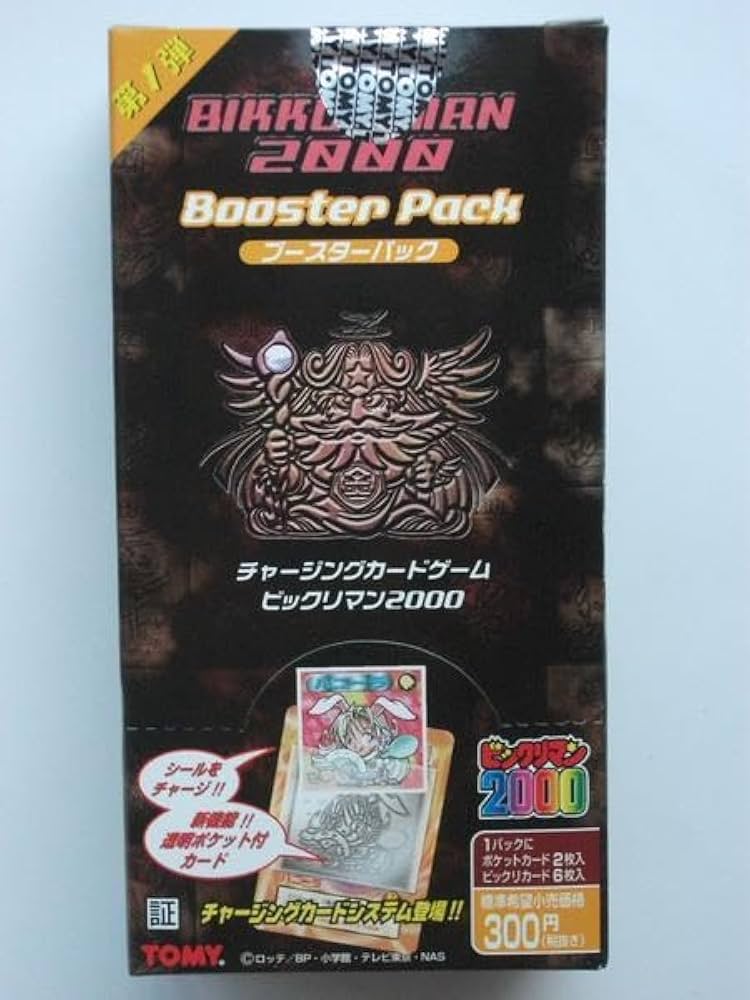 第1弾
TOMY
BIKKURIMAN
2000
Booster Pack
ブースターパック
チャージングカードゲーム
ビックリマン2000
シールを
チャージ!!
新機能!!
透明ポケット付
カード
チャージングカードシステム登場!!
ビックリマン
2000
1パックに
ポケットカード2枚入
ビックリカード6枚入
標準希望小売価格
300円(税抜き)
証
TOMY
©ロッテ/BP・小学館・テレビ東京・NAS